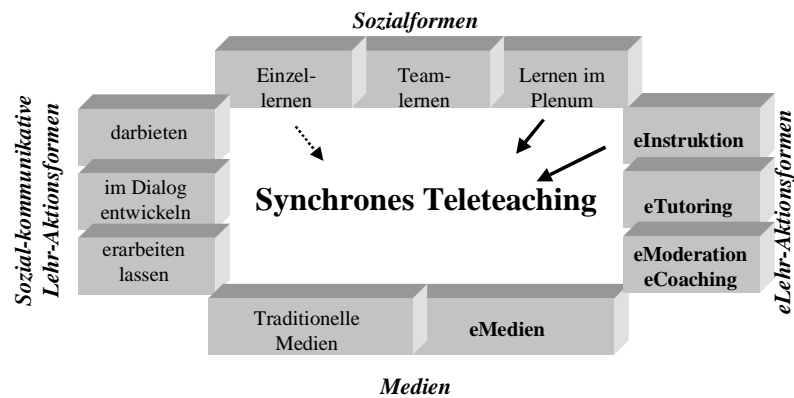 Sozialformen
Einzel-
lernen
Team-
lernen
Lernen im
Plenum
Sozial-kommunikative
Lehr-Aktionsformen
darbieten
im Dialog
entwickeln
erarbeiten
lassen
Synchrones Teleteaching
eInstruktion
eTutoring
eModeration
eCoaching
eLehr-Aktionsformen
Traditionelle
Medien
eMedien
Medien